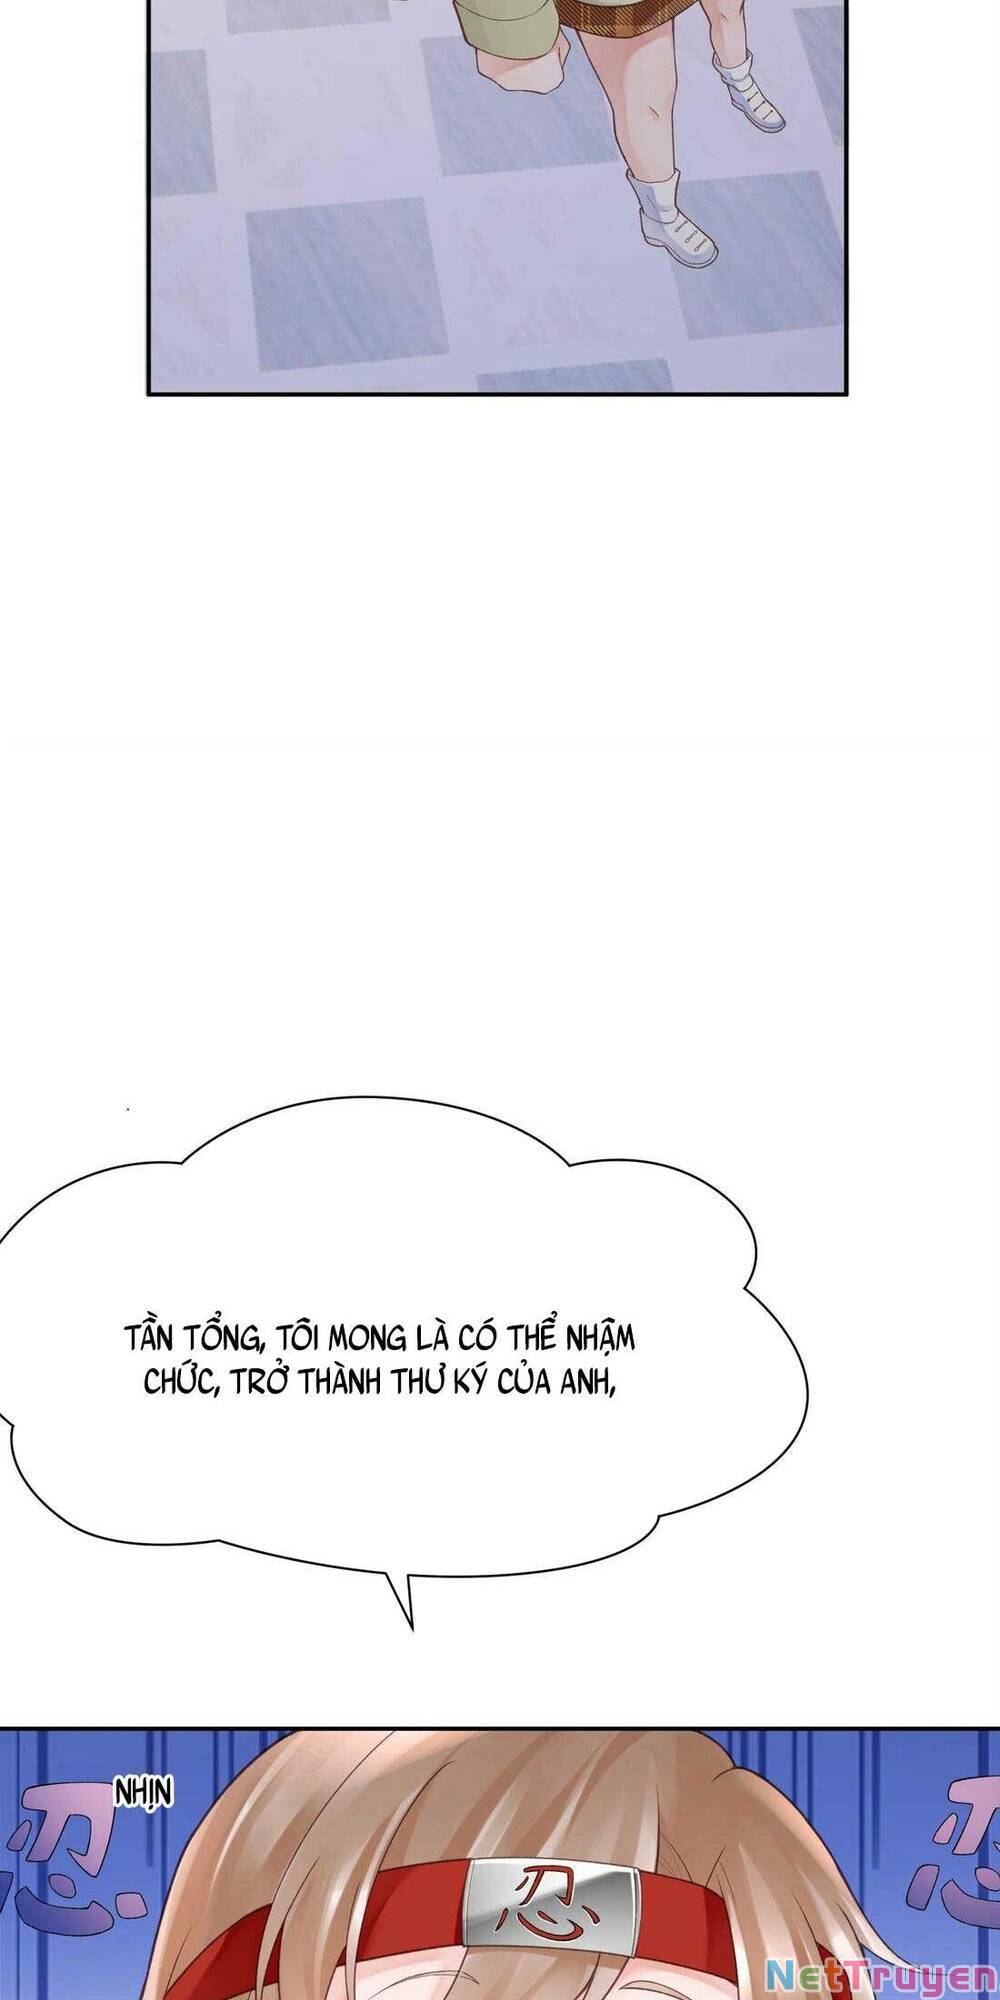 TẦN TỔNG, TÔI MONG LÀ CÓ THỂ NHẬM
CHỨC, TRỞ THÀNH THƯ KÝ CỦA ANH,
忍
NHỊN
忍
忍
NetTruyen